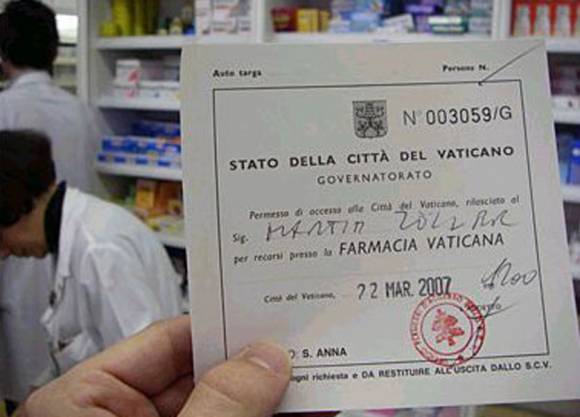 Auto targa Persone N.
N° 003059/G
STATO DELLA CITTÀ DEL VATICANO
GOVERNATORATO
Permesso di accesso alla Città del Vaticano, rilasciato al
Sig. MARTIN
per recarsi presso la FARMACIA VATICANA
Città del Vaticano, 22 MAR. 2007
S. ANNA
ogni richiesta e DA RESTITUIRE ALL'USCITA DALLO S.C.V.